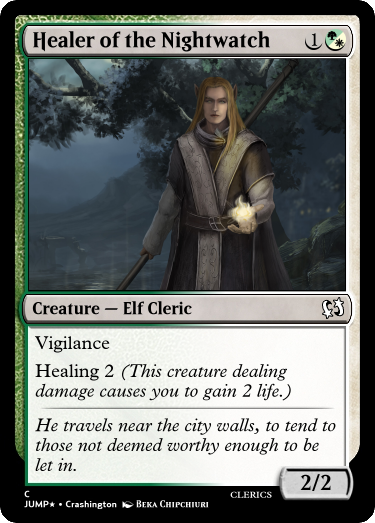 Healer of the Nightwatch 1
Creature — Elf Cleric
Vigilance
Healing 2 (This creature dealing
damage causes you to gain 2 life.)
He travels near the city walls, to tend to
those not deemed worthy enough to be
let in.
2/2
C
JUMP★ • Crashington Beka Chipchiuri
CLERICS